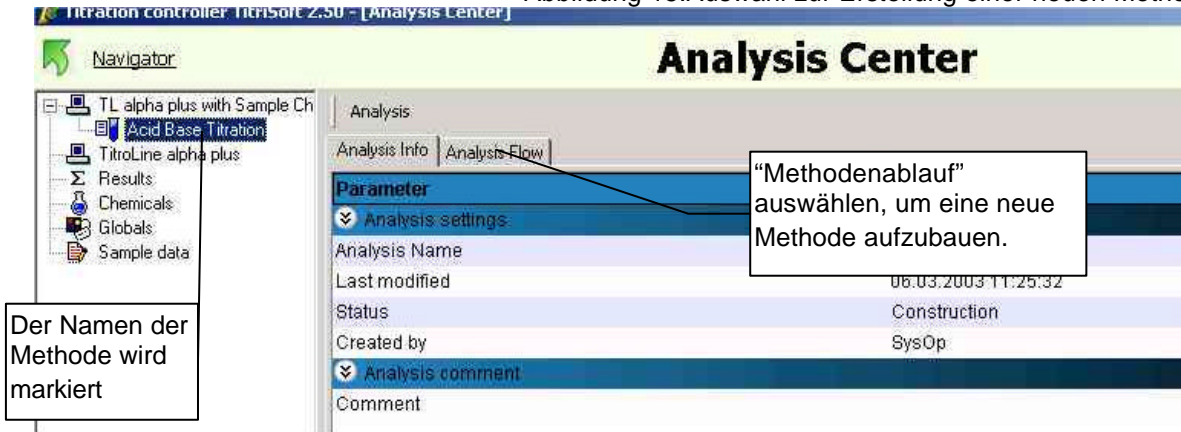 Abbildung 16:Auswahl zur Erstellung einer neuen
Titration controller TitriSoft 2.50 - [Analysis Center]
Navigator
Analysis Center
TL alpha plus with Sample Ch
Acid Base Titration
TitroLine alpha plus
Results
Chemicals
Globals
Sample data
Analysis
Analysis Info
Analysis Flow
Parameter
Analysis settings
Analysis Name
Last modified
06.03.2003 11:25:32
Status
Construction
Created by
SysOp
Analysis comment
Comment
“Methodenablauf”
auswählen, um eine neue
Methode aufzubauen.
Der Namen der
Methode wird
markiert